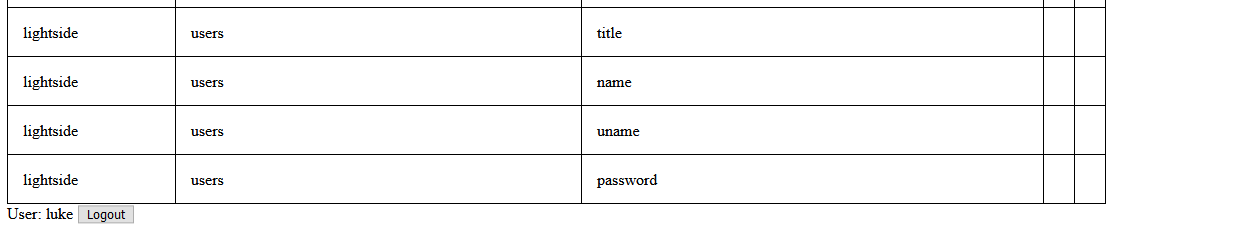 lightside users title
lightside users name
lightside users uname
lightside users password
User: luke Logout